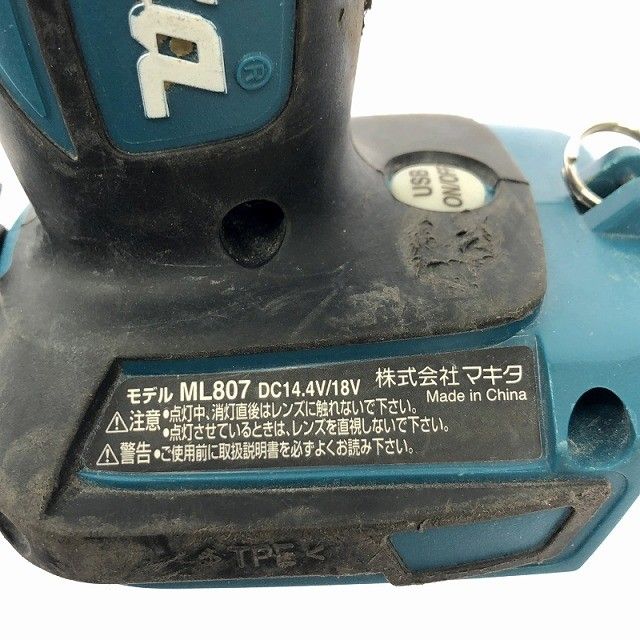 ®
USB
ON/OFF
モデル ML807 DC14.4V/18V 株式会社マキタ
Made in China
⚠注意 •点灯中、消灯直後はレンズに触れないで下さい。
•点灯させているときは、レンズを直視しないで下さい。
⚠警告 •ご使用前に取扱説明書を必ずよくお読み下さい。
TPE